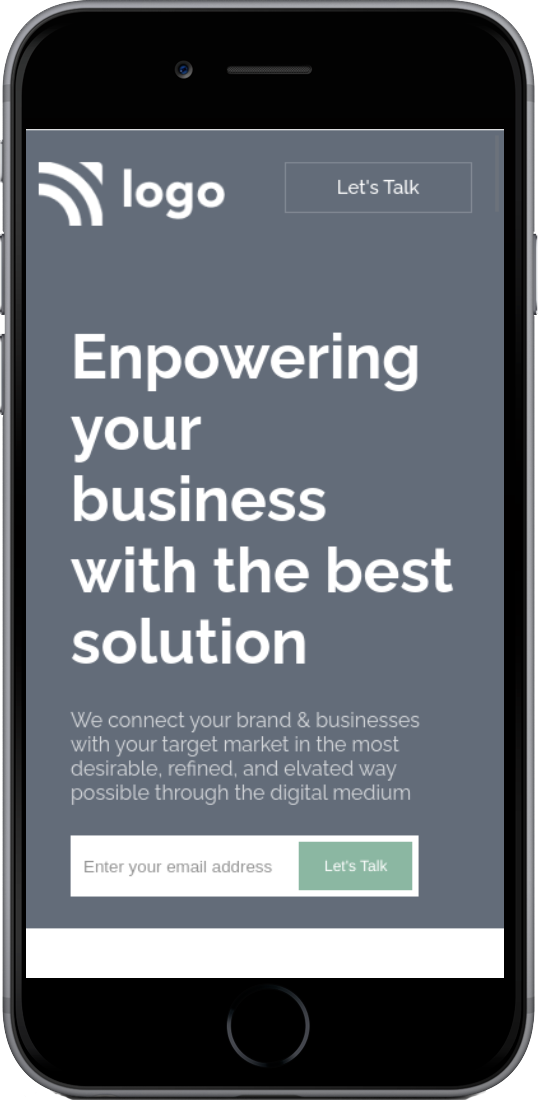 logo
Let's Talk
Enpowering
your
business
with the best
solution
We connect your brand & businesses
with your target market in the most
desirable, refined, and elvated way
possible through the digital medium
Enter your email address
Let's Talk